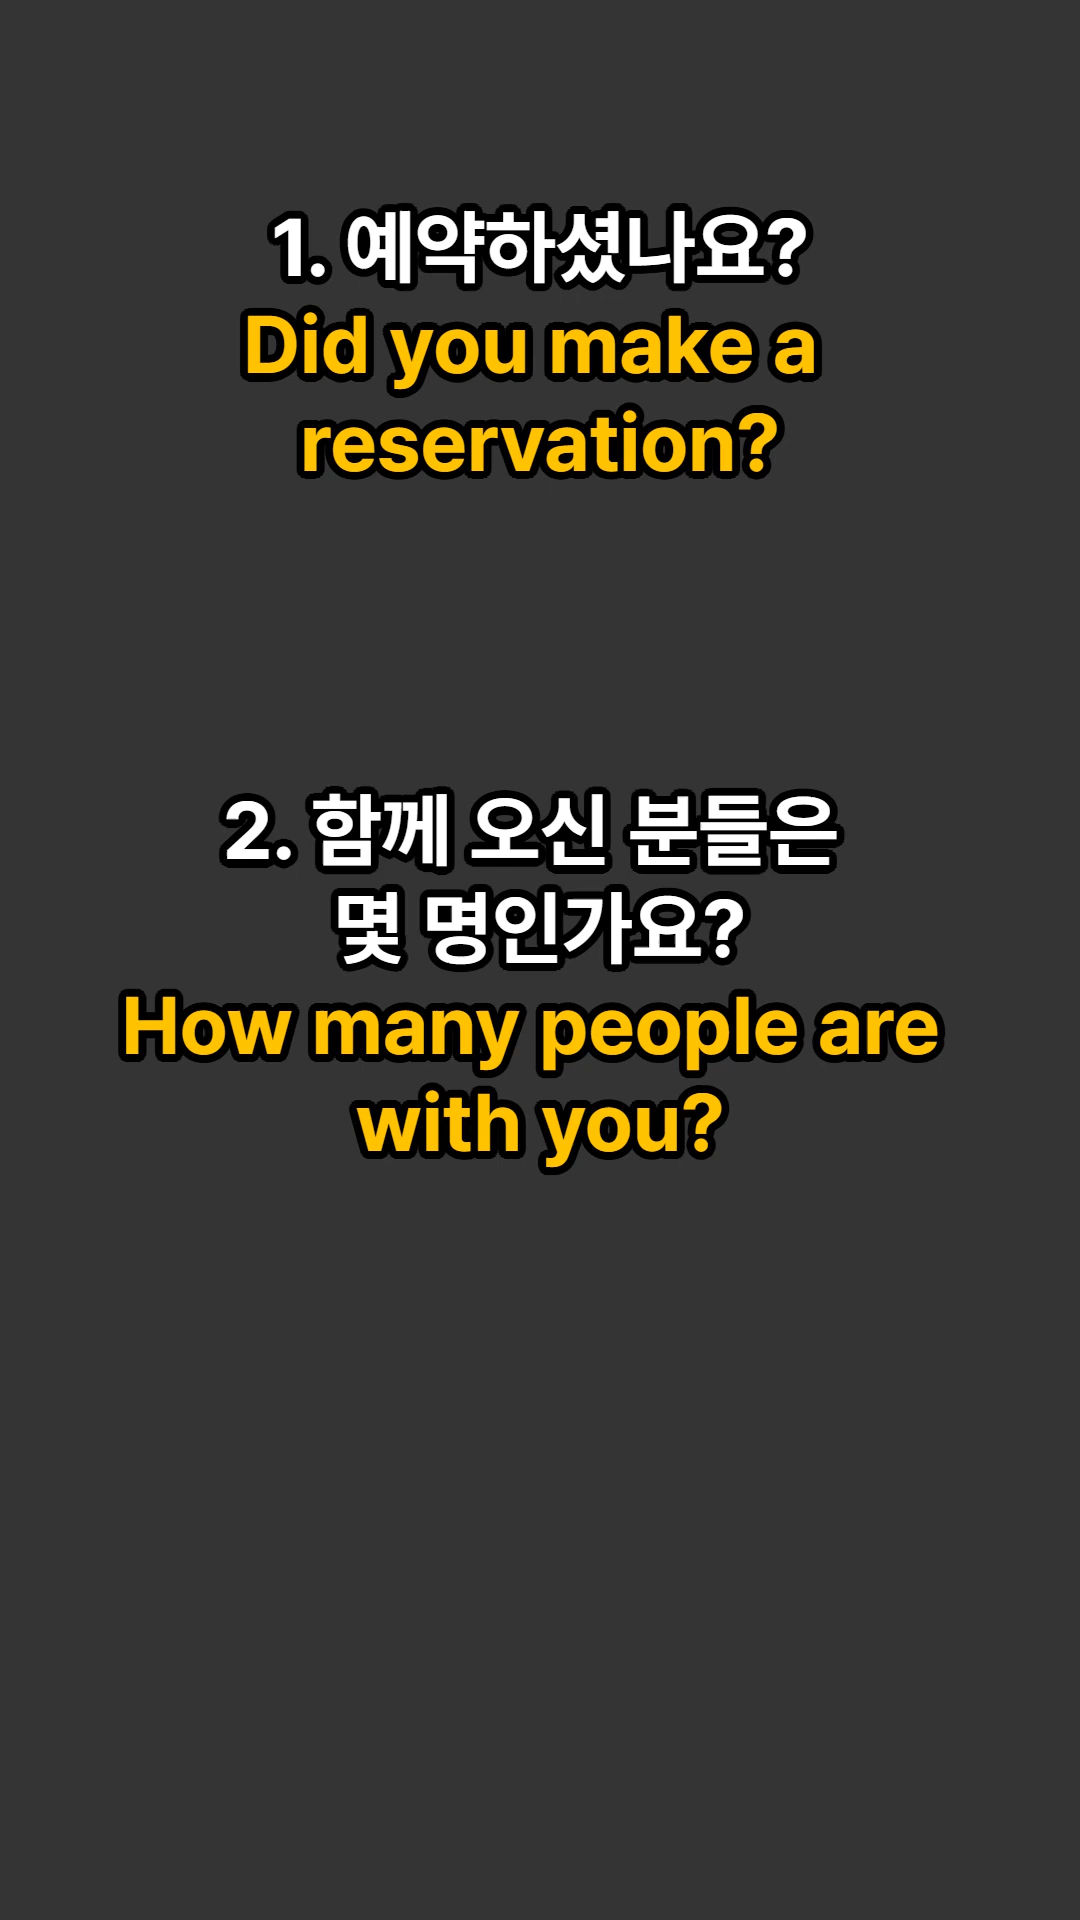 1. 예약하셨나요?
Did you make a
reservation?
2. 함께 오신 분들은
몇 명인가요?
How many people are
with you?